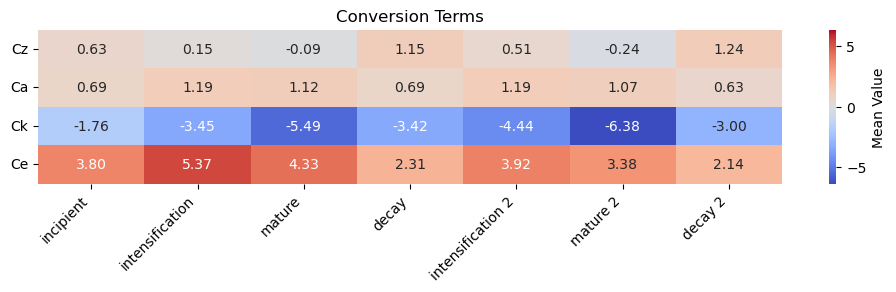 Conversion Terms
Cz 0.63 0.15 -0.09 1.15 0.51 -0.24 1.24
Ca 0.69 1.19 1.12 0.69 1.19 1.07 0.63
Ck -1.76 -3.45 -5.49 -3.42 -4.44 -6.38 -3.00
Ce 3.80 5.37 4.33 2.31 3.92 3.38 2.14
incipient intensification mature decay intensification 2 mature 2 decay 2
5
0
−5
Mean Value